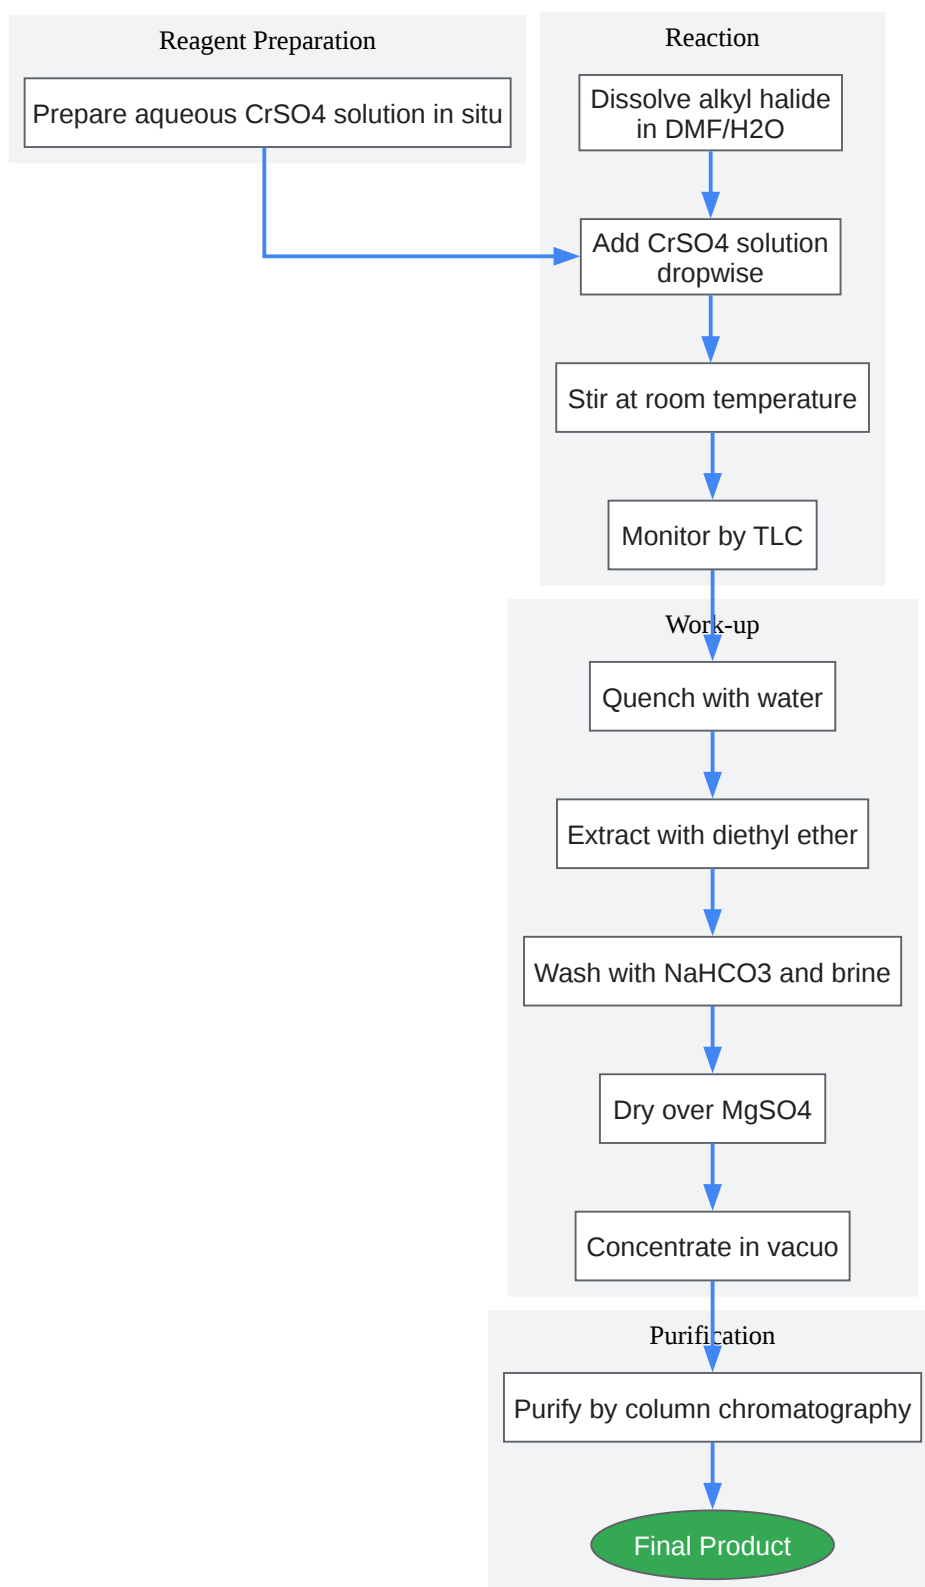 Reagent Preparation
Prepare aqueous CrSO4 solution in situ
Reaction
Dissolve alkyl halide
in DMF/H2O
Add CrSO4 solution
dropwise
Stir at room temperature
Monitor by TLC
Work-up
Quench with water
Extract with diethyl ether
Wash with NaHCO3 and brine
Dry over MgSO4
Concentrate in vacuo
Purification
Purify by column chromatography
Final Product